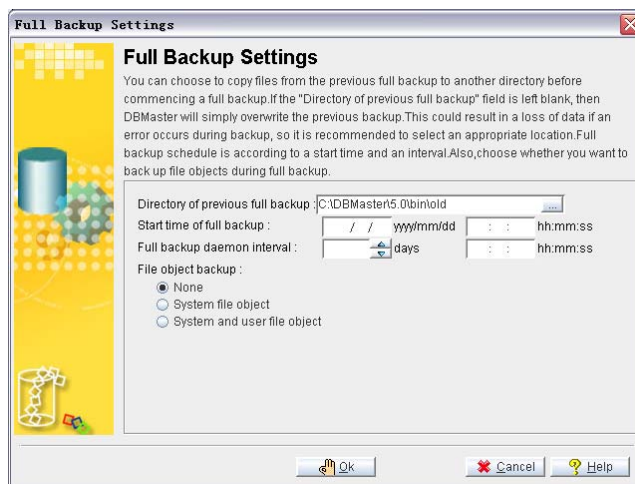 Full Backup Settings
Full Backup Settings
You can choose to copy files from the previous full backup to another directory before
commencing a full backup.If the "Directory of previous full backup" field is left blank, then
DBMaster will simply overwrite the previous backup.This could result in a loss of data if an
error occurs during backup, so it is recommended to select an appropriate location.Full
backup schedule is according to a start time and an interval.Also,choose whether you want to
back up file objects during full backup.
Directory of previous full backup : C:\DBMaster\5.0\bin\old ...
Start time of full backup : / / yyyy/mm/dd : : hh:mm:ss
Full backup daemon interval : days : : hh:mm:ss
File object backup :
None
System file object
System and user file object
Ok Cancel Help